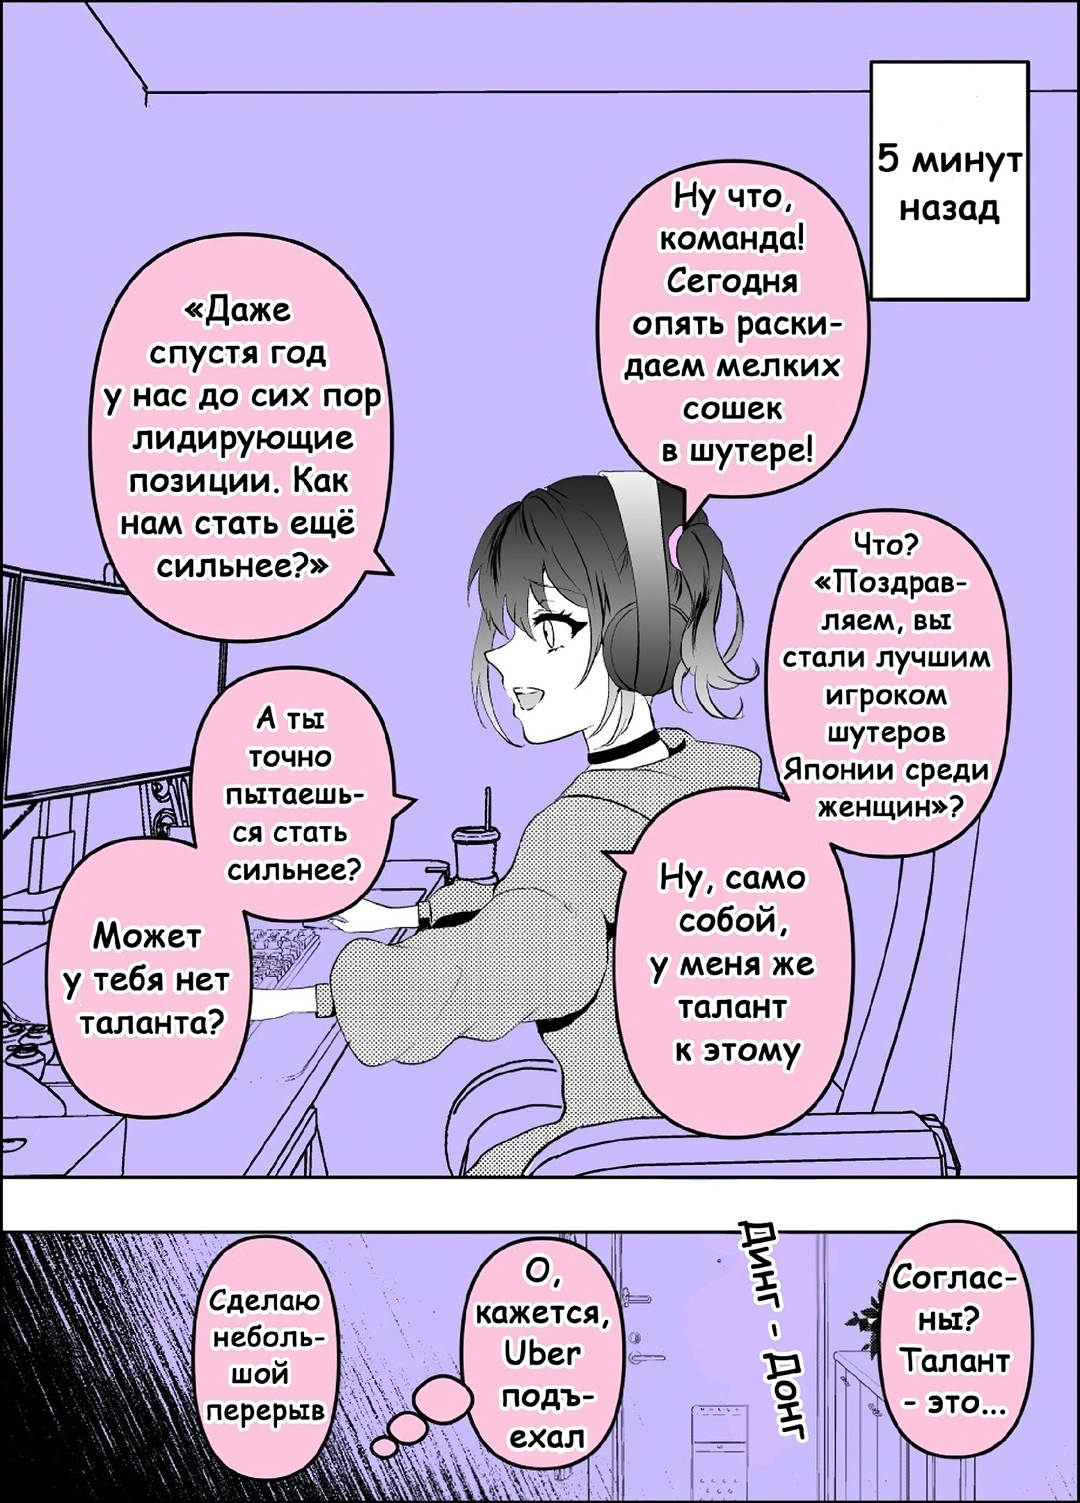 5 минут
назад
Ну что,
команда!
Сегодня
опять раски-
даем мелких
сошек
в шутере!
«Даже
спустя год
у нас до сих пор
лидирующие
позиции. Как
нам стать ещё
сильнее?»
Что?
«Поздрав-
ляем, вы
стали лучшим
игроком
шутеров
Японии среди
женщин»?
Ну, само
собой,
у меня же
талант
к этому
А ты
точно
пытаешь-
ся стать
сильнее?
Может
у тебя нет
таланта?
Соглас-
ны?
Талант
- это...
Динг - Донг
О,
кажется,
Uber
подъ-
ехал
Сделаю
неболь-
шой
перерыв